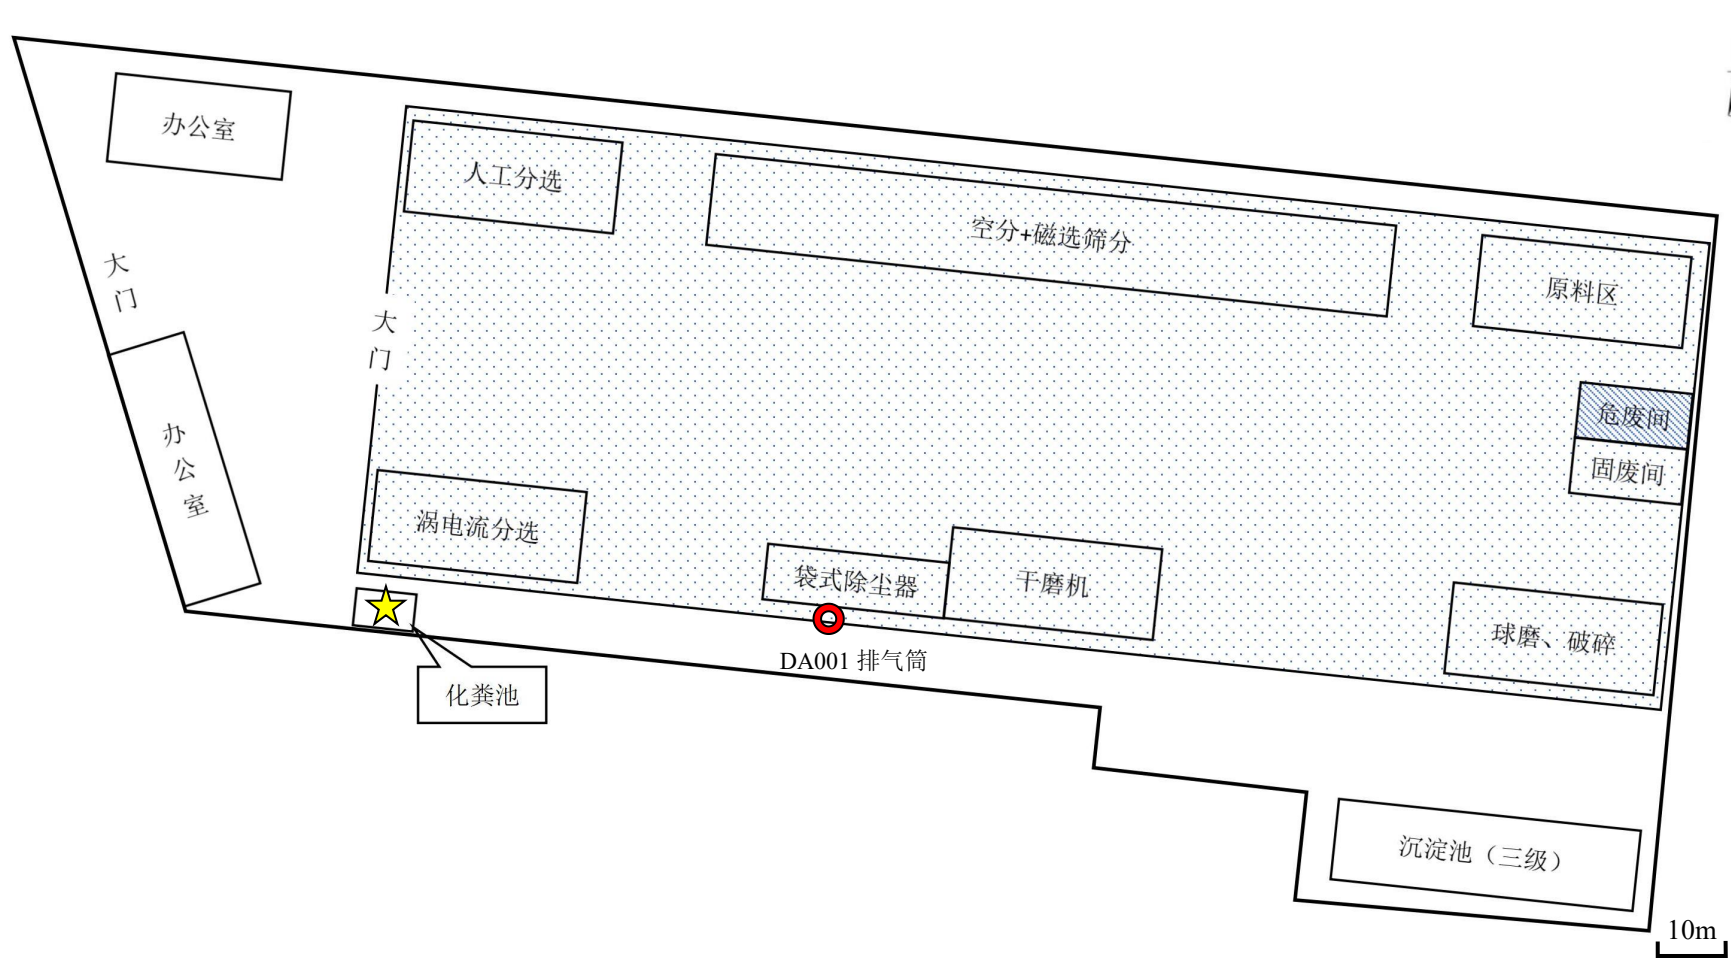 办公室
人工分选
空分+磁选筛分
原料区
大
门
大
门
危废间
固废间
办
公
室
涡电流分选
袋式除尘器
干磨机
球磨、破碎
DA001 排气筒
化粪池
沉淀池（三级）
10m